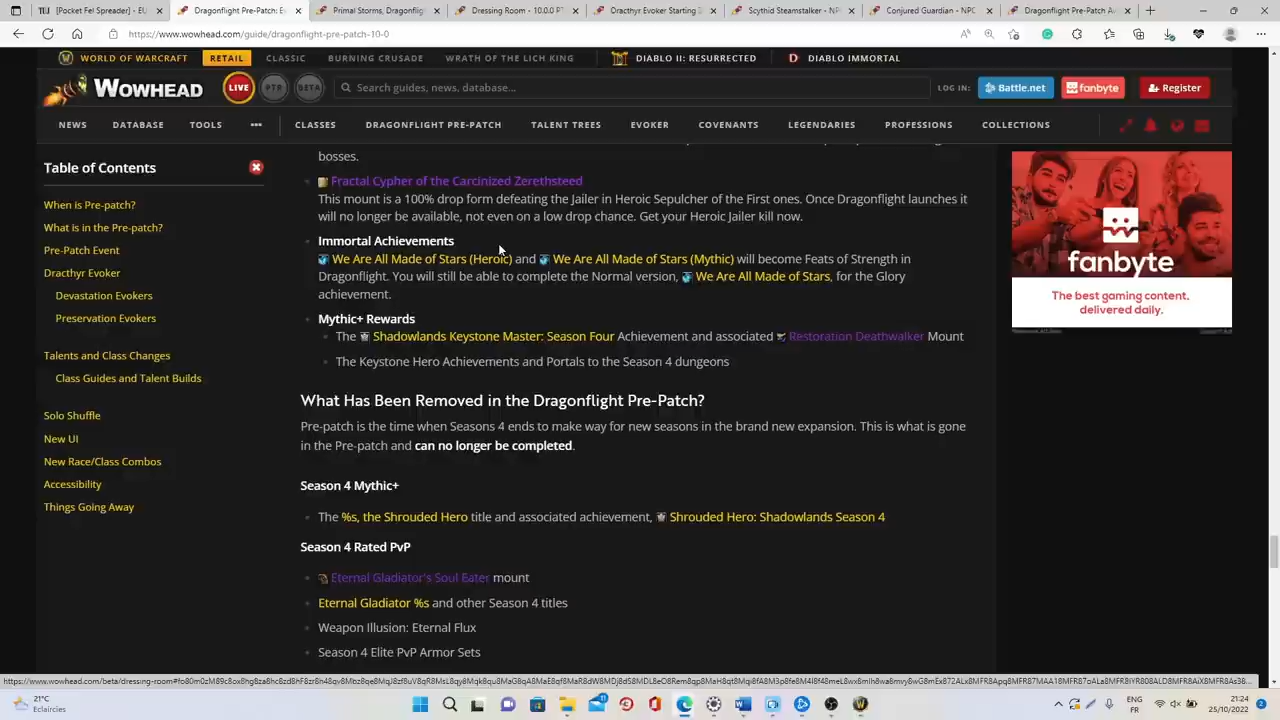 [Pocket Fel Spreader] - EU
Dragonflight Pre-Patch: E
Primal Storms, Dragonflig
Dressing Room - 10.0.0 PT
Dracthyr Evoker Starting
Scythid Steamstalker - NPC
Conjured Guardian - NPC
Dragonflight Pre-Patch A
https://www.wowhead.com/guide/dragonflight-pre-patch-10-0
WORLD OF WARCRAFT RETAIL CLASSIC BURNING CRUSADE WRATH OF THE LICH KING DIABLO II: RESURRECTED DIABLO IMMORTAL
WOWHEAD LIVE PTR BETA Search guides, news, database... LOG IN: Battle.net fanbyte Register
NEWS DATABASE TOOLS ••• CLASSES DRAGONFLIGHT PRE-PATCH TALENT TREES EVOKER COVENANTS LEGENDARIES PROFESSIONS COLLECTIONS
Table of Contents
When is Pre-patch?
What is in the Pre-patch?
Pre-Patch Event
Dracthyr Evoker
Devastation Evokers
Preservation Evokers
Talents and Class Changes
Class Guides and Talent Builds
Solo Shuffle
New UI
New Race/Class Combos
Accessibility
Things Going Away
bosses.
Fractal Cypher of the Carcinized Zerethsteed
This mount is a 100% drop form defeating the Jailer in Heroic Sepulcher of the First ones. Once Dragonflight launches it
will no longer be available, not even on a low drop chance. Get your Heroic Jailer kill now.
Immortal Achievements
We Are All Made of Stars (Heroic) and We Are All Made of Stars (Mythic) will become Feats of Strength in
Dragonflight. You will still be able to complete the Normal version, We Are All Made of Stars, for the Glory
achievement.
Mythic+ Rewards
The Shadowlands Keystone Master: Season Four Achievement and associated Restoration Deathwalker Mount
The Keystone Hero Achievements and Portals to the Season 4 dungeons
What Has Been Removed in the Dragonflight Pre-Patch?
Pre-patch is the time when Seasons 4 ends to make way for new seasons in the brand new expansion. This is what is gone
in the Pre-patch and can no longer be completed.
Season 4 Mythic+
The %s, the Shrouded Hero title and associated achievement, Shrouded Hero: Shadowlands Season 4
Season 4 Rated PvP
Eternal Gladiator's Soul Eater mount
Eternal Gladiator %s and other Season 4 titles
Weapon Illusion: Eternal Flux
Season 4 Elite PvP Armor Sets
fanbyte
The best gaming content,
delivered daily.
21°C
Eclaircies
FR
21:24
25/10/2022